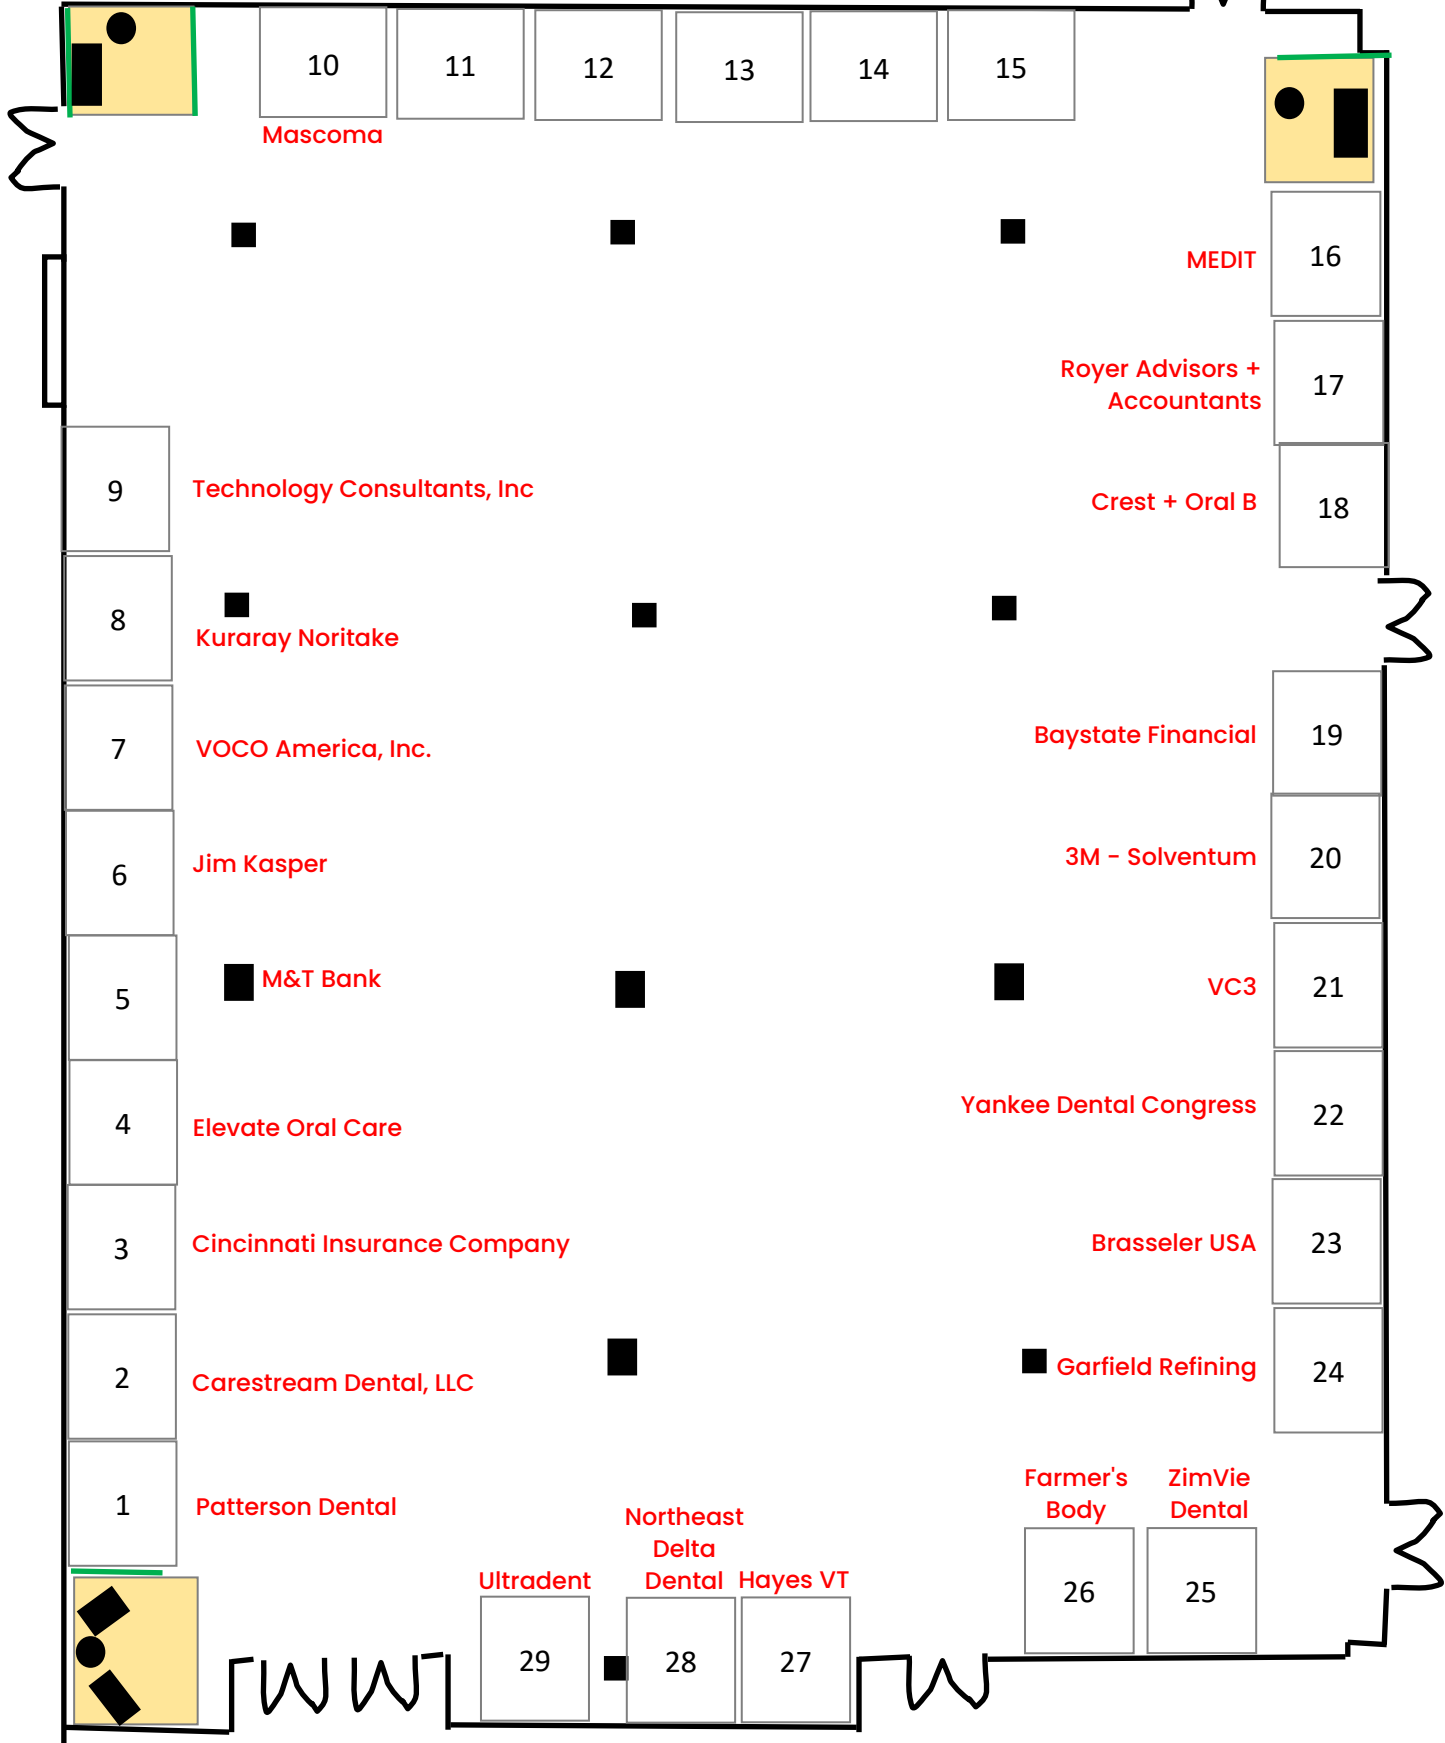 10
11
12
13
14
15
Mascoma
MEDIT
16
Royer Advisors +
Accountants
17
9
Technology Consultants, Inc
Crest + Oral B
18
8
Kuraray Noritake
7
VOCO America, Inc.
Baystate Financial
19
6
Jim Kasper
3M - Solventum
20
5
M&T Bank
VC3
21
4
Elevate Oral Care
Yankee Dental Congress
22
3
Cincinnati Insurance Company
Brasseler USA
23
2
Carestream Dental, LLC
Garfield Refining
24
1
Patterson Dental
Farmer's
Body
ZimVie
Dental
26
25
Ultradent
Northeast
Delta
Dental
Hayes VT
29
28
27